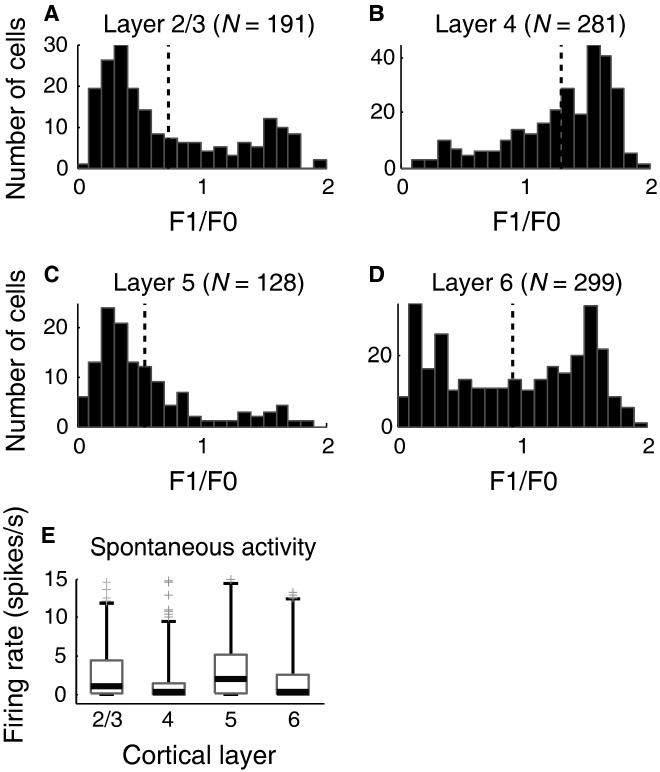 A
Layer 2/3 (N = 191)
Number of cells
30
20
10
0
0
1
2
F1/F0
B
Layer 4 (N = 281)
40
20
0
0
1
2
F1/F0
C
Layer 5 (N = 128)
Number of cells
20
10
0
0
1
2
F1/F0
D
Layer 6 (N = 299)
20
0
0
1
2
F1/F0
E
Spontaneous activity
Firing rate (spikes/s)
15
10
5
0
2/3
4
5
6
Cortical layer